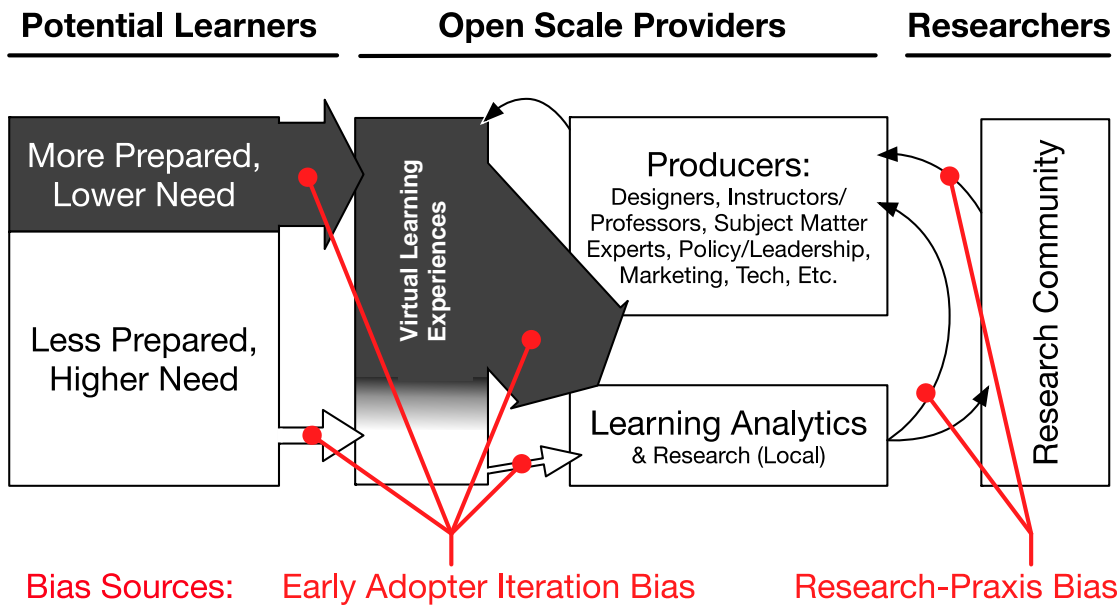 Potential Learners
Open Scale Providers
Researchers
More Prepared,
Lower Need
Less Prepared,
Higher Need
Virtual Learning
Experiences
Producers:
Designers, Instructors/
Professors, Subject Matter
Experts, Policy/Leadership,
Marketing, Tech, Etc.
Learning Analytics
& Research (Local)
Research Community
Bias Sources:
Early Adopter Iteration Bias
Research-Praxis Bias